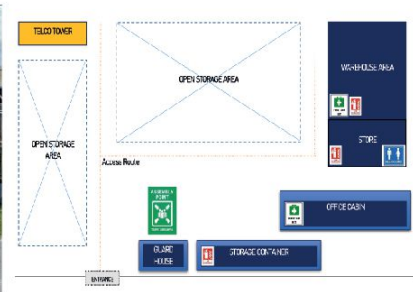 TELCO TOWER
OPEN STORAGE AREA
WAREHOUSE AREA
OPEN STORAGE
AREA
STORE
Access Route
ASSEMBLY
POINT
OFFICE CABIN
GUARD
HOUSE
STORAGE CONTAINER
ENTRANCE